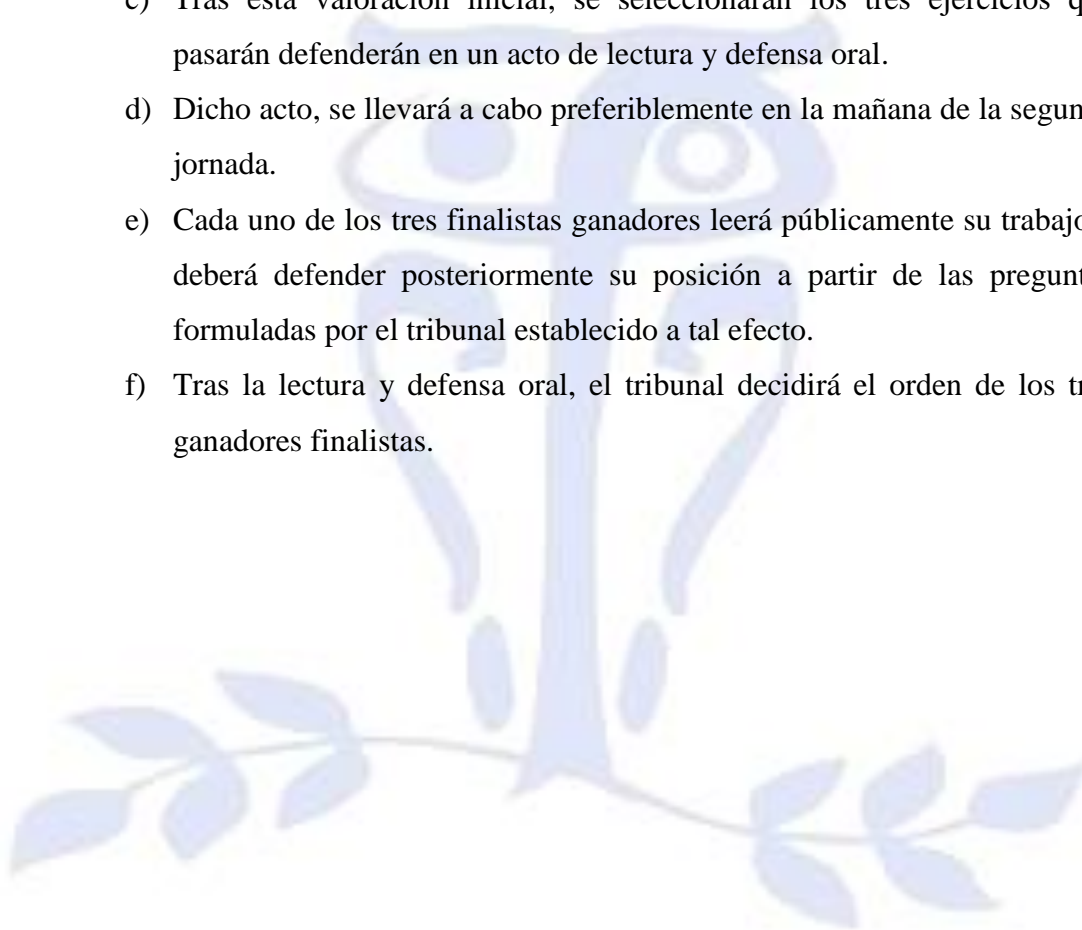 c) Tras esta valoración inicial, se seleccionarán los tres ejercicios q
pasarán defenderán en un acto de lectura y defensa oral.
d) Dicho acto, se llevará a cabo preferiblemente en la mañana de la segun
jornada.
e) Cada uno de los tres finalistas ganadores leerá públicamente su trabajo
deberá defender posteriormente su posición a partir de las pregunt
formuladas por el tribunal establecido a tal efecto.
f) Tras la lectura y defensa oral, el tribunal decidirá el orden de los tr
ganadores finalistas.